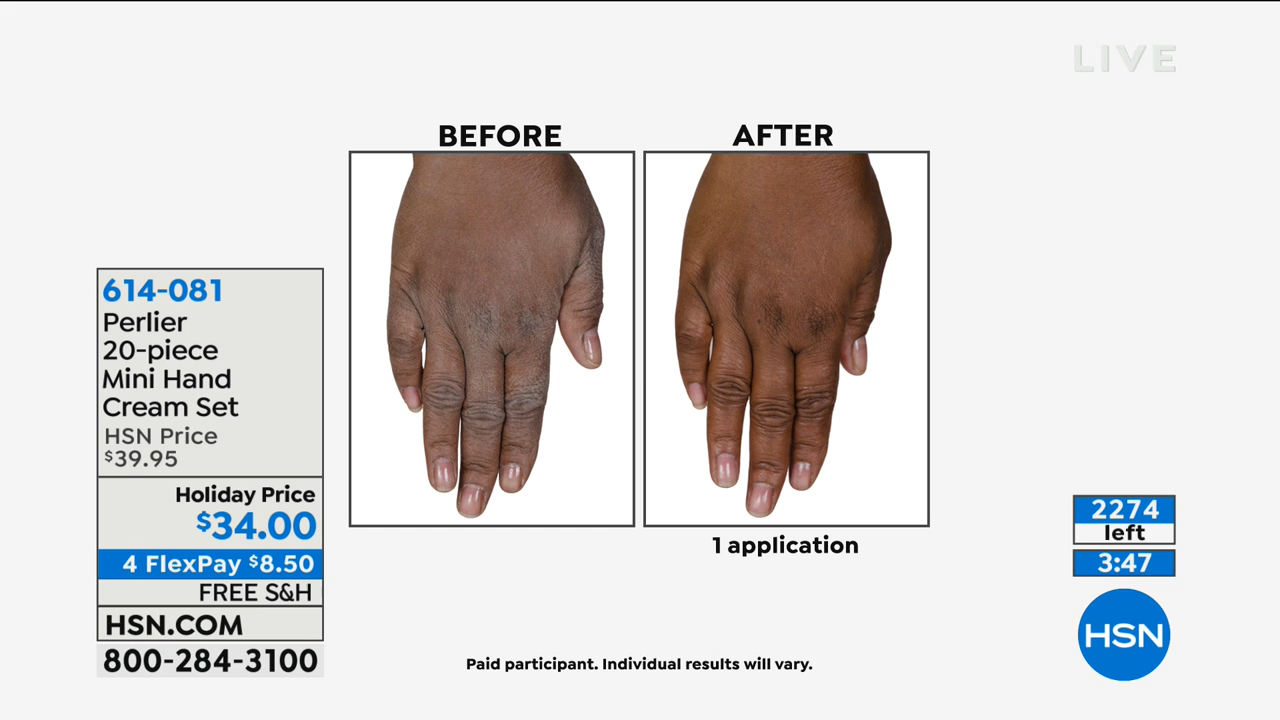 LIVE
BEFORE
AFTER
614-081
Perlier
20-piece
Mini Hand
Cream Set
HSN Price
$39.95
Holiday Price
$34.00
4 FlexPay $8.50
FREE S&H
HSN.COM
800-284-3100
1 application
Paid participant. Individual results will vary.
2274
left
3:47
HSN